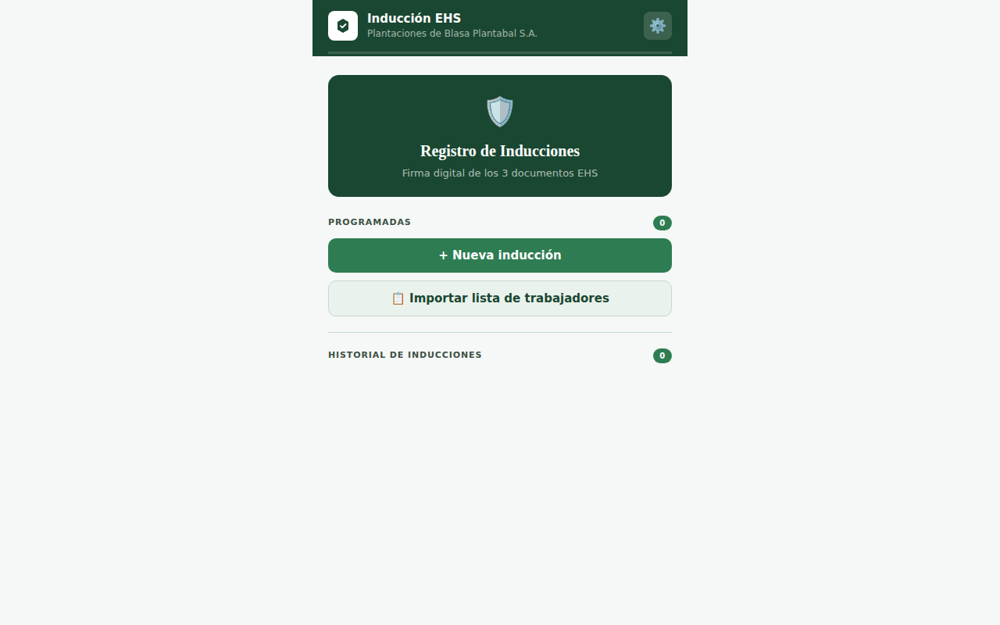 Inducción EHS
Plantaciones de Blasa Plantabal S.A.
Registro de Inducciones
Firma digital de los 3 documentos EHS
PROGRAMADAS
0
+ Nueva inducción
Importar lista de trabajadores
HISTORIAL DE INDUCCIONES
0